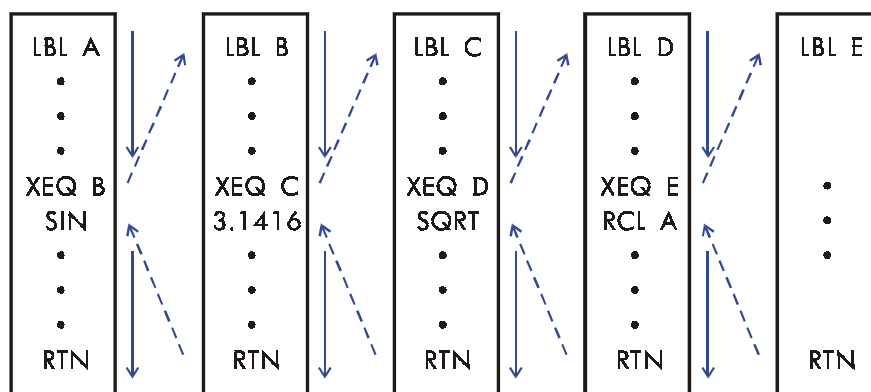 LBL A
XEQ B
SIN
RTN
LBL B
XEQ C
3.1416
RTN
LBL C
XEQ D
SQRT
RTN
LBL D
XEQ E
RCL A
RTN
LBL E
RTN